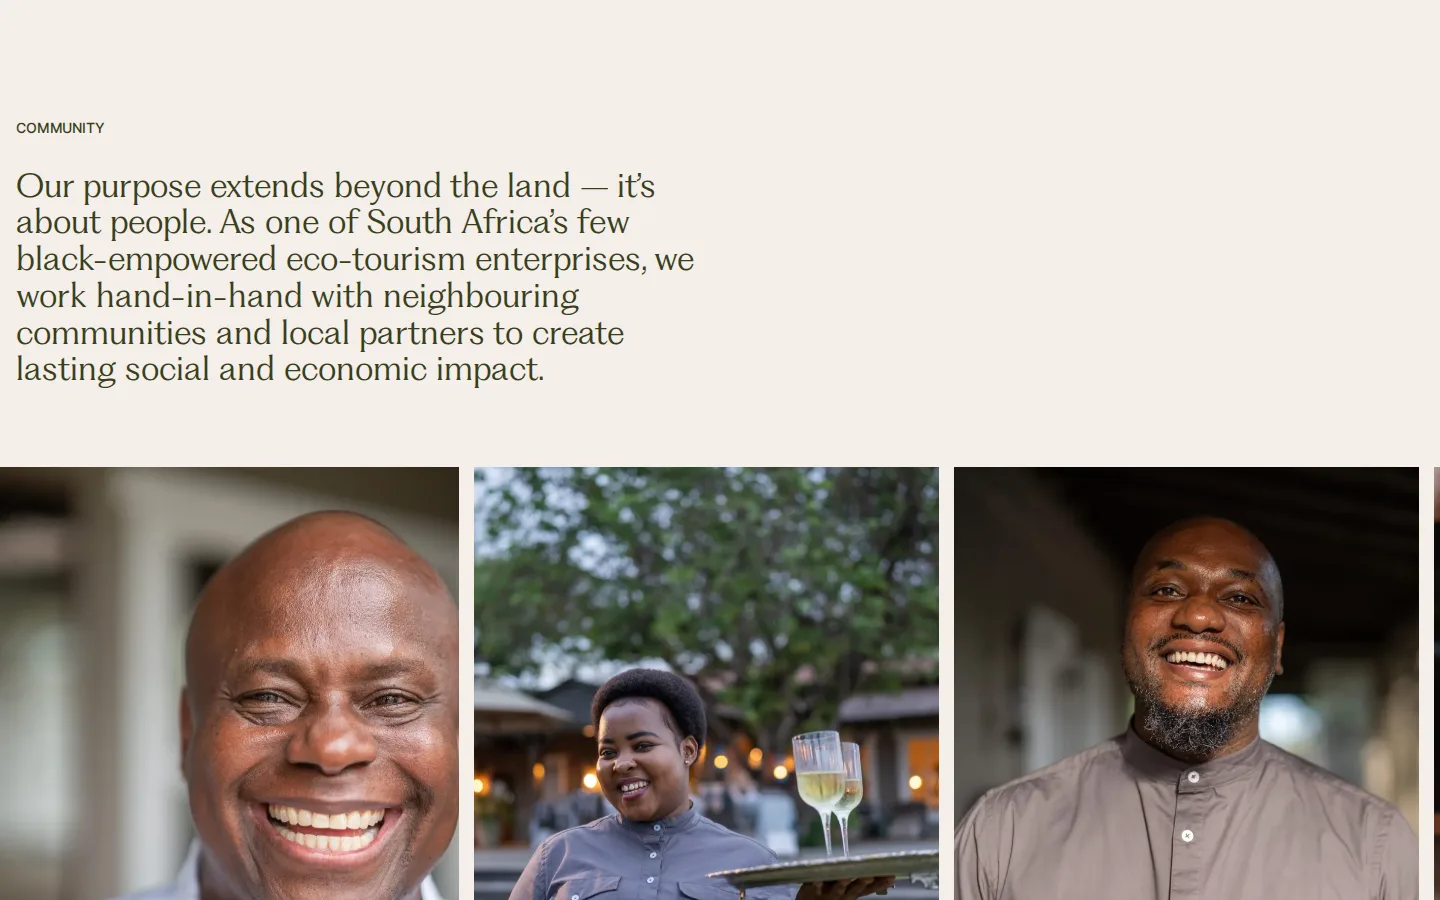 COMMUNITY
Our purpose extends beyond the land — it’s
about people. As one of South Africa’s few
black-empowered eco-tourism enterprises, we
work hand-in-hand with neighbouring
communities and local partners to create
lasting social and economic impact.